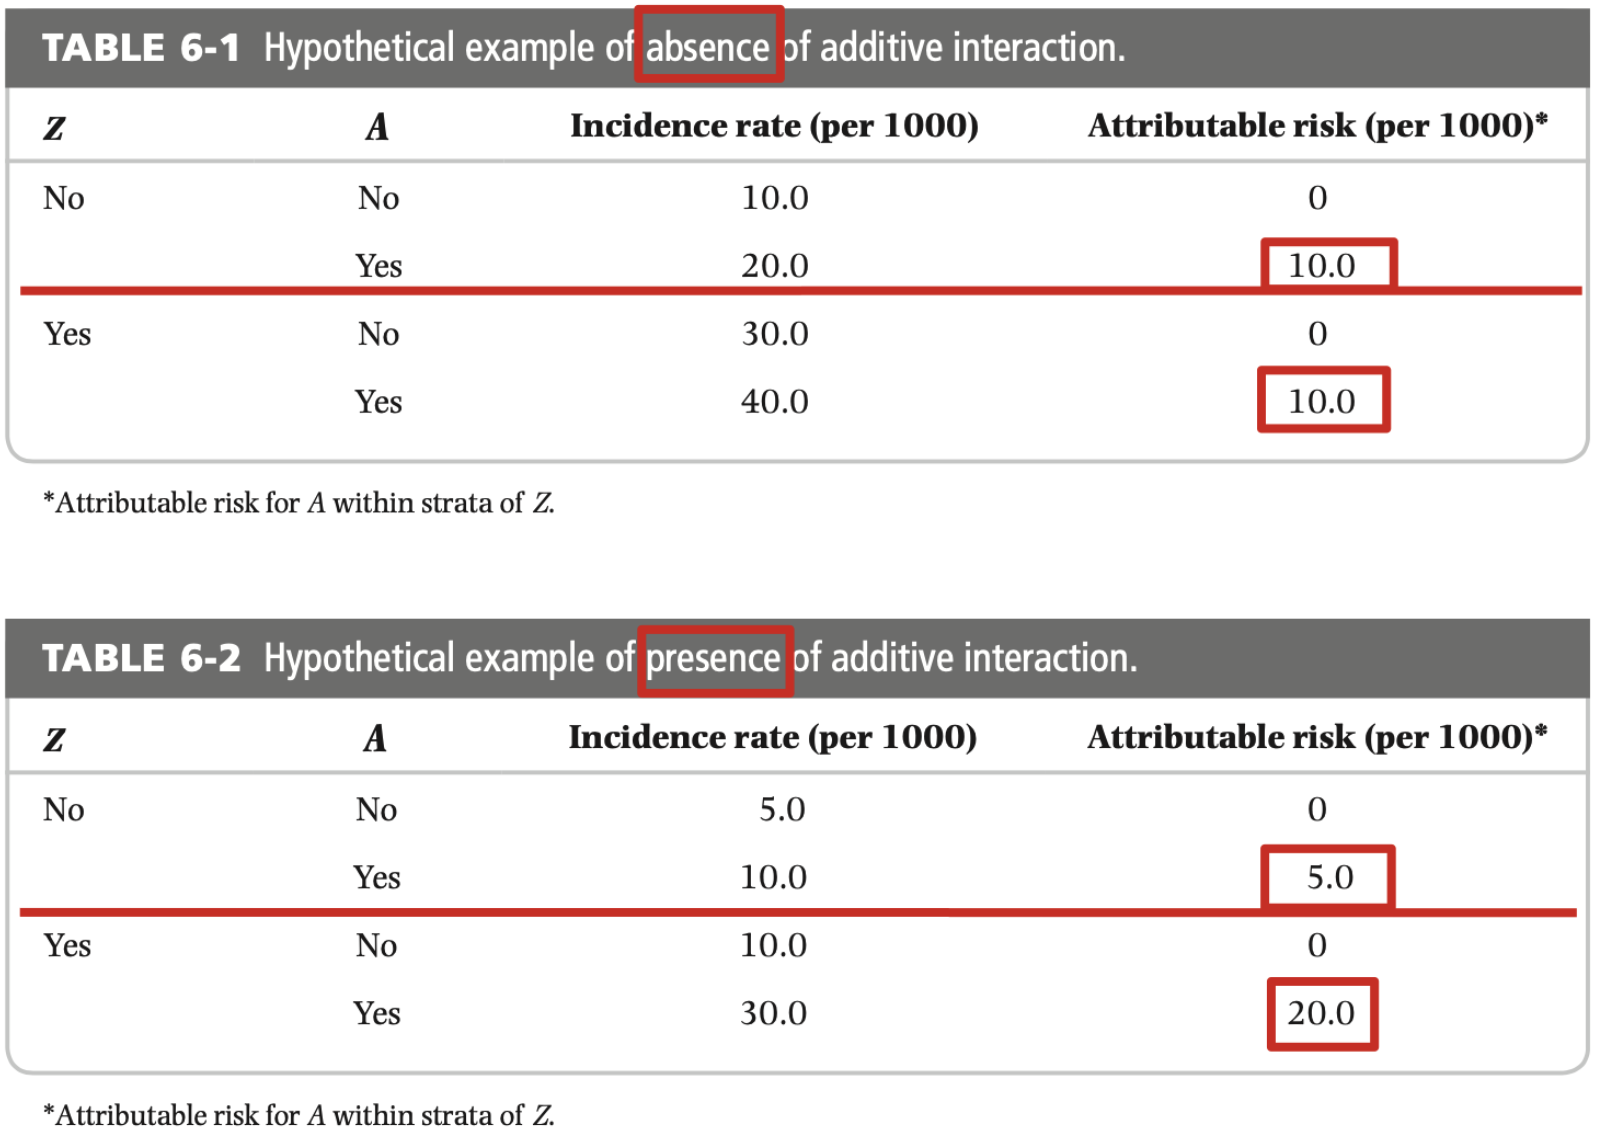 TABLE 6-1 Hypothetical example of absence of additive interaction.
Z A Incidence rate (per 1000) Attributable risk (per 1000)*
No No 10.0 0
Yes 20.0 10.0
Yes No 30.0 0
Yes 40.0 10.0
*Attributable risk for A within strata of Z.
TABLE 6-2 Hypothetical example of presence of additive interaction.
Z A Incidence rate (per 1000) Attributable risk (per 1000)*
No No 5.0 0
Yes 10.0 5.0
Yes No 10.0 0
Yes 30.0 20.0
*Attributable risk for A within strata of Z.